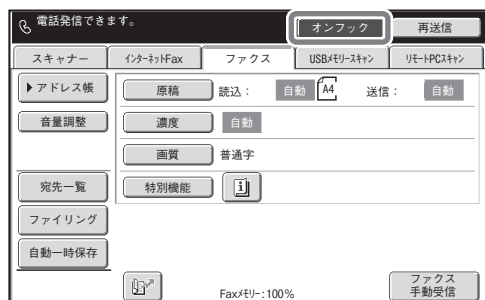 電話発信できます。
オンフック
再送信
スキャナー
インターネットFax
ファクス
USBメモリースキャン
リモートPCスキャン
アドレス帳
原稿
読込：
自動
A4
送信：
自動
音量調整
濃度
自動
画質
普通字
宛先一覧
特別機能
ファイリング
自動一時保存
Faxメモリー:100%
ファクス
手動受信